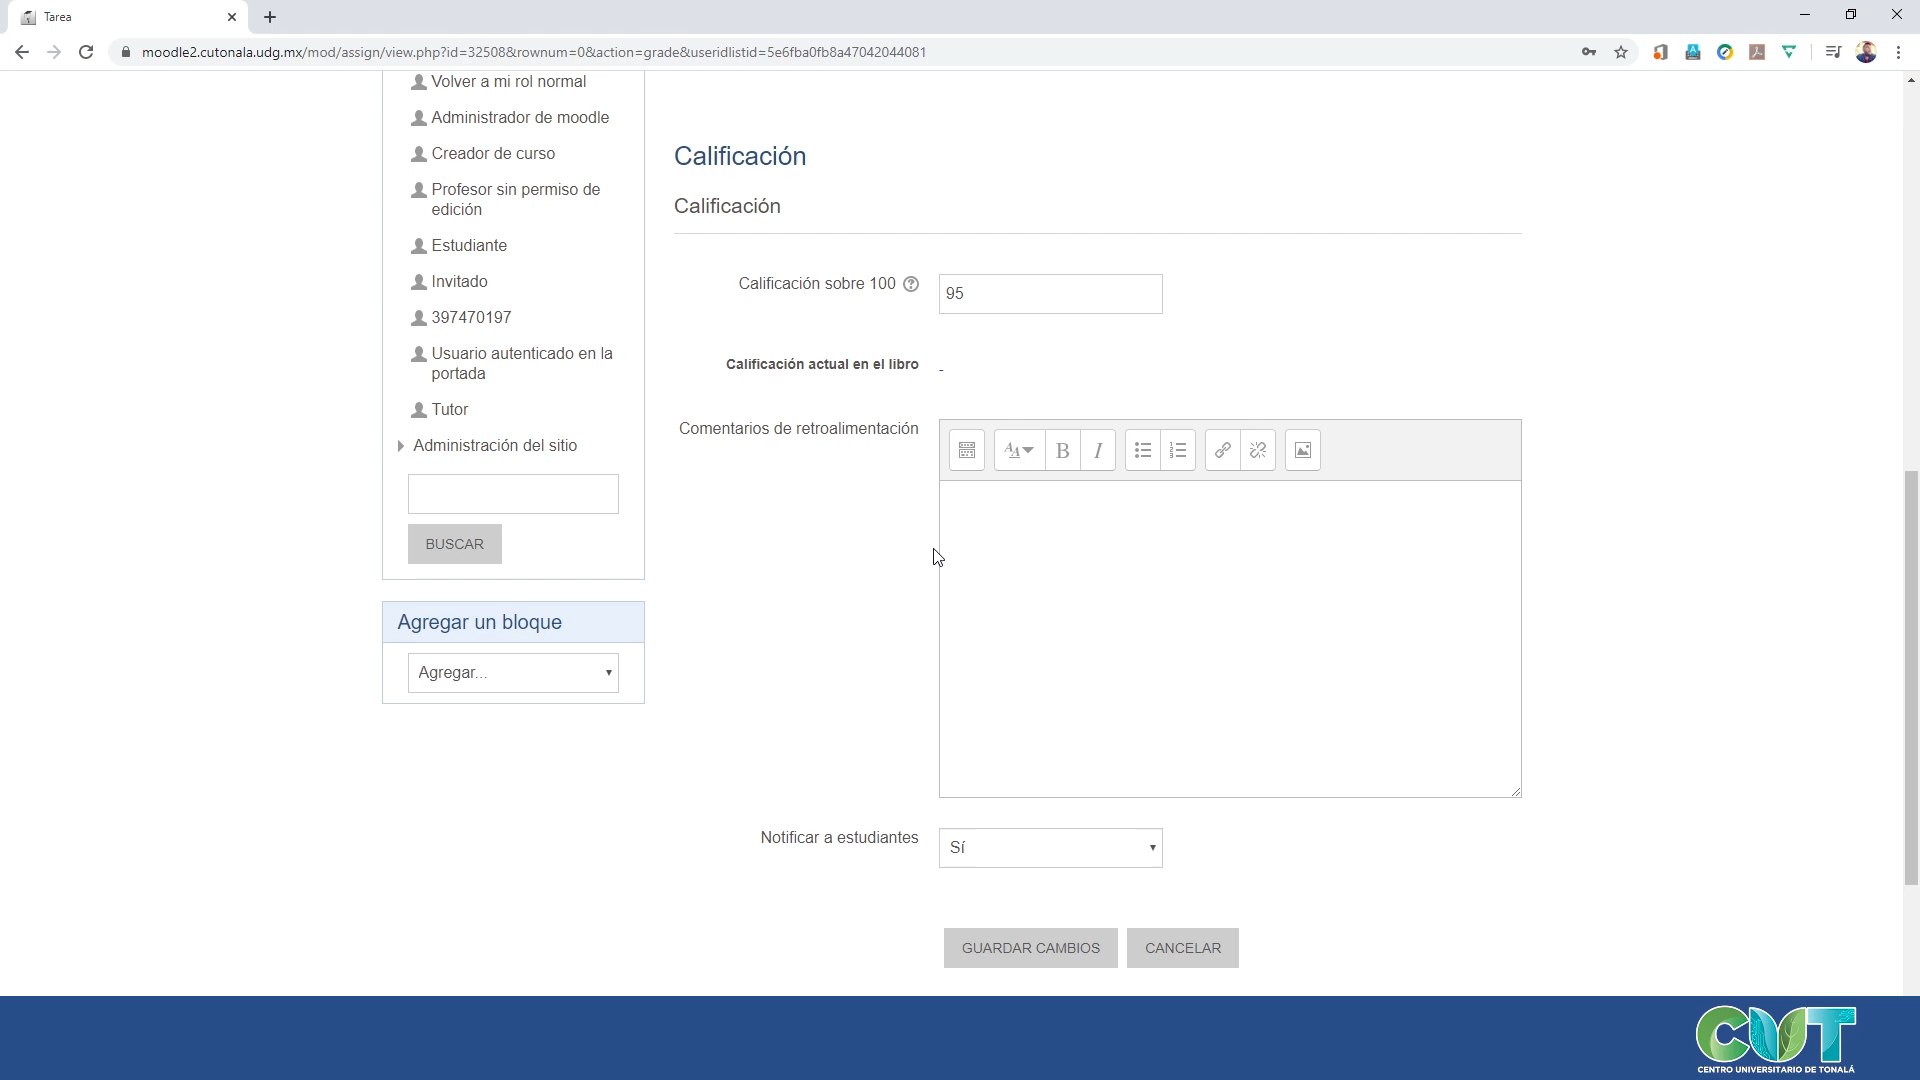 Tarea
moodle2.cutonala.udg.mx/mod/assign/view.php?id=32508&rownum=0&action=grade&useridlistid=5e6fba0fb8a47042044081
Volver a mi rol normal
Administrador de moodle
Creador de curso
Profesor sin permiso de
edición
Estudiante
Invitado
397470197
Usuario autenticado en la
portada
Tutor
Administración del sitio
BUSCAR
Agregar un bloque
Agregar...
Calificación
Calificación
Calificación sobre 100
95
Calificación actual en el libro
-
Comentarios de retroalimentación
Notificar a estudiantes
Sí
GUARDAR CAMBIOS
CANCELAR
CUT
CENTRO UNIVERSITARIO DE TONALÁ